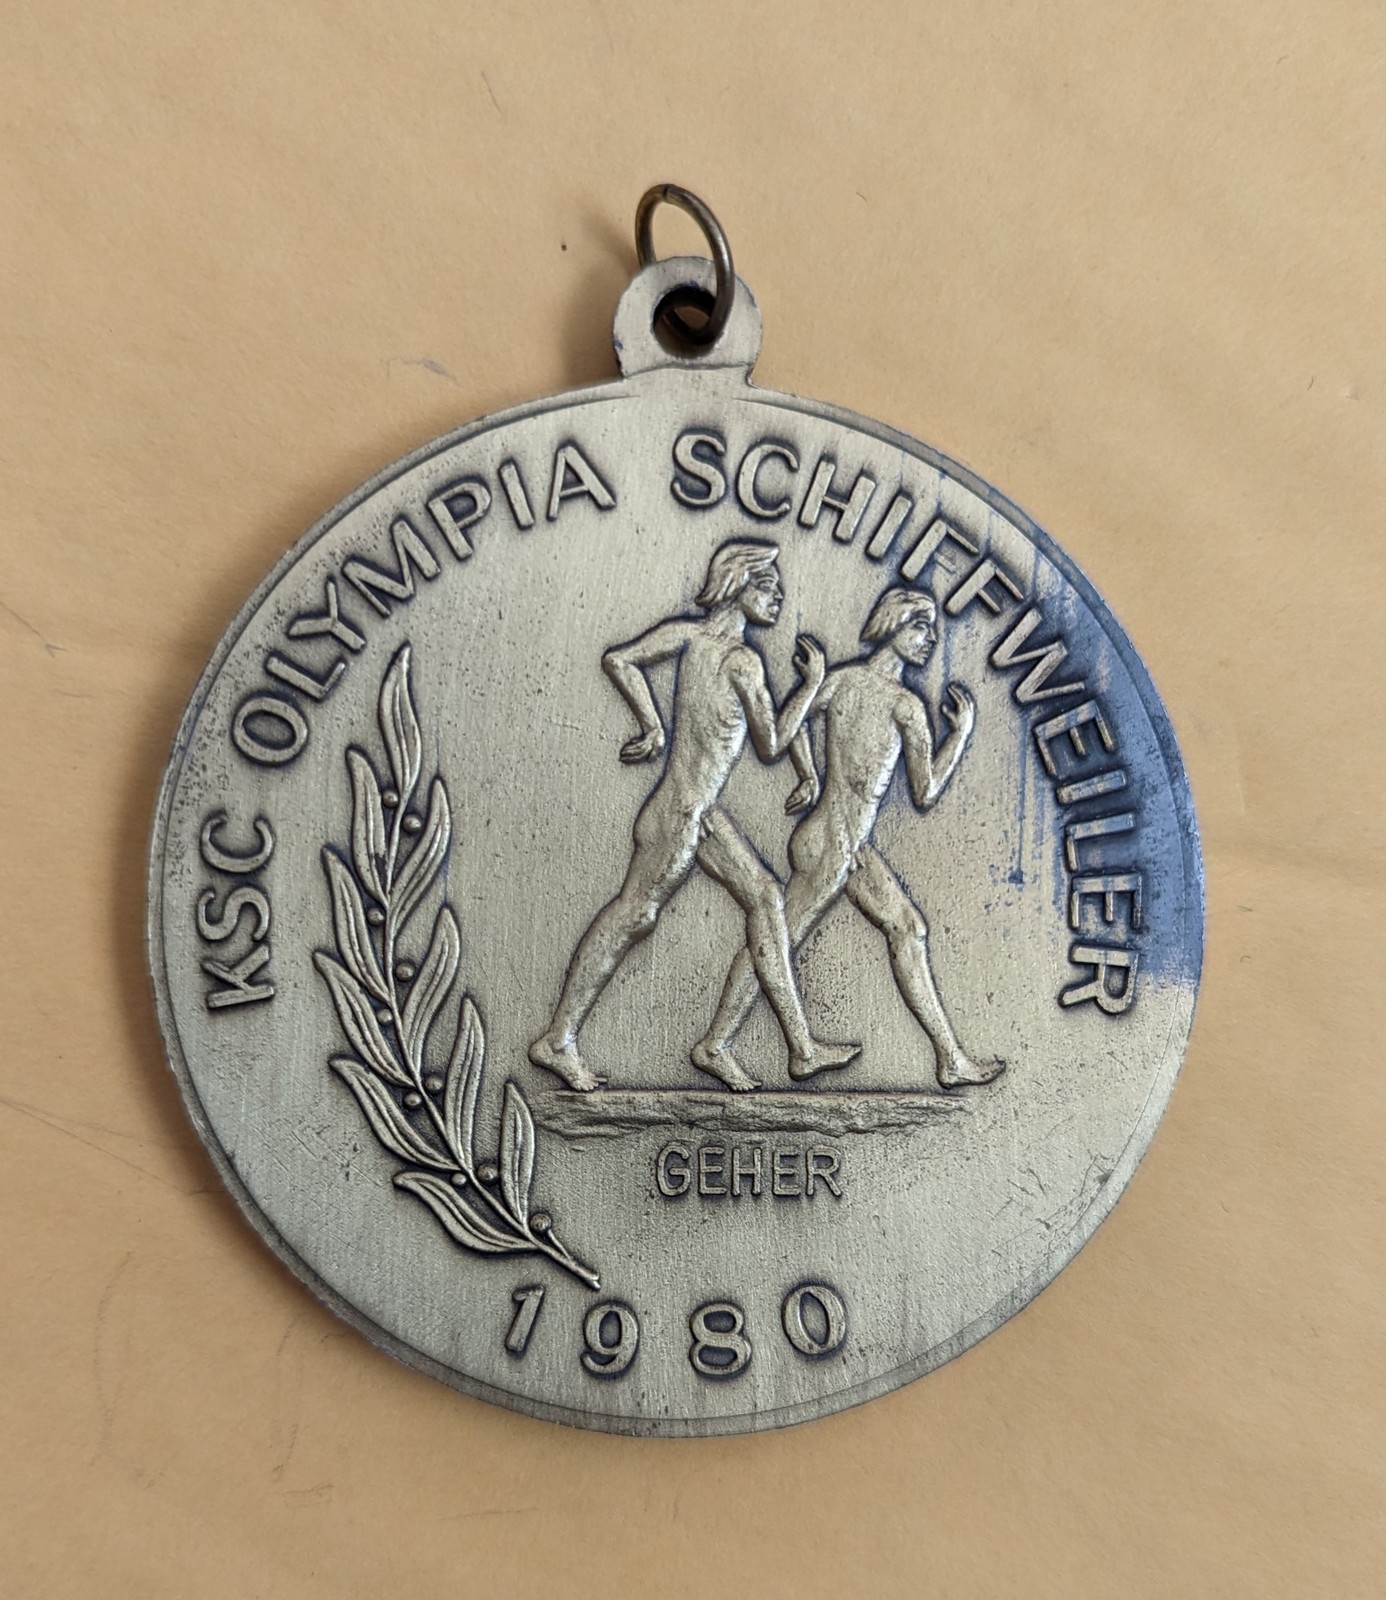 KSC OLYMPIA SCHIFFWEILER
GEHER
1980